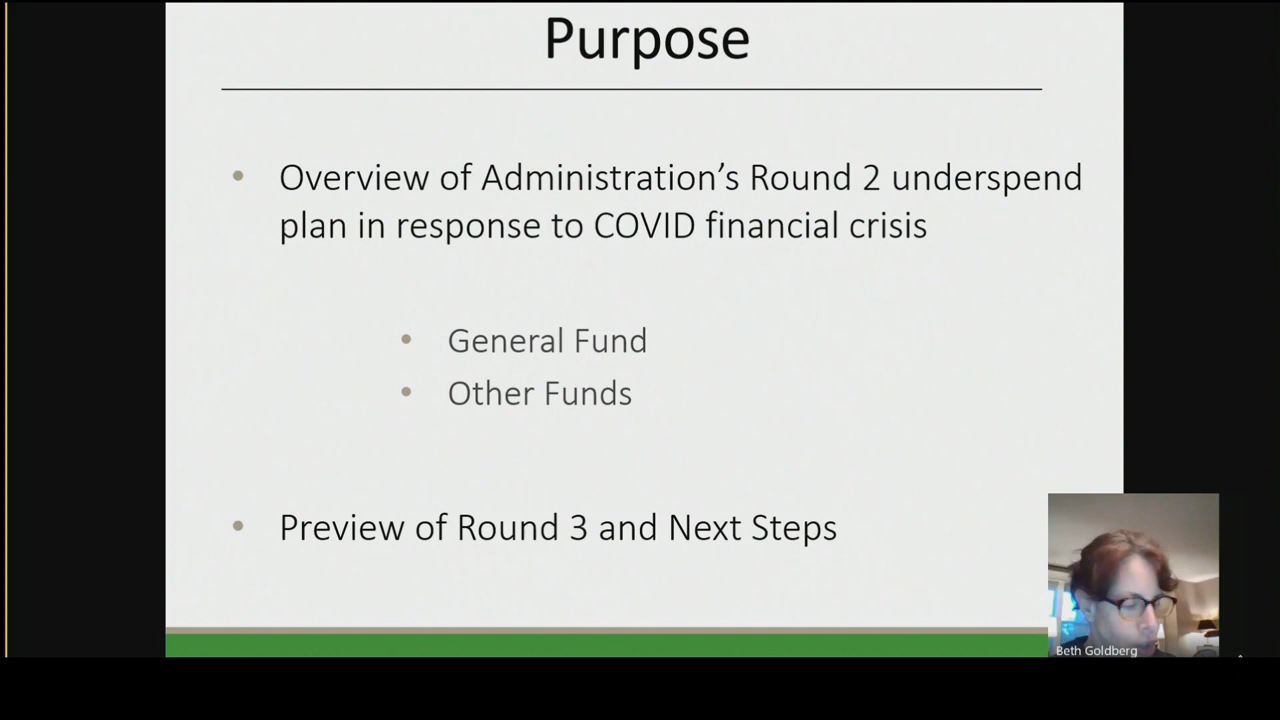 Purpose
• Overview of Administration’s Round 2 underspend
plan in response to COVID financial crisis
• General Fund
• Other Funds
• Preview of Round 3 and Next Steps
Beth Goldberg